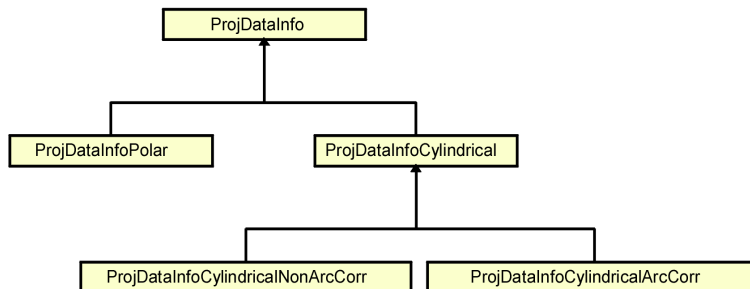 ProjDataInfo
ProjDataInfoPolar
ProjDataInfoCylindrical
ProjDataInfoCylindricalNonArcCorr
ProjDataInfoCylindricalArcCorr